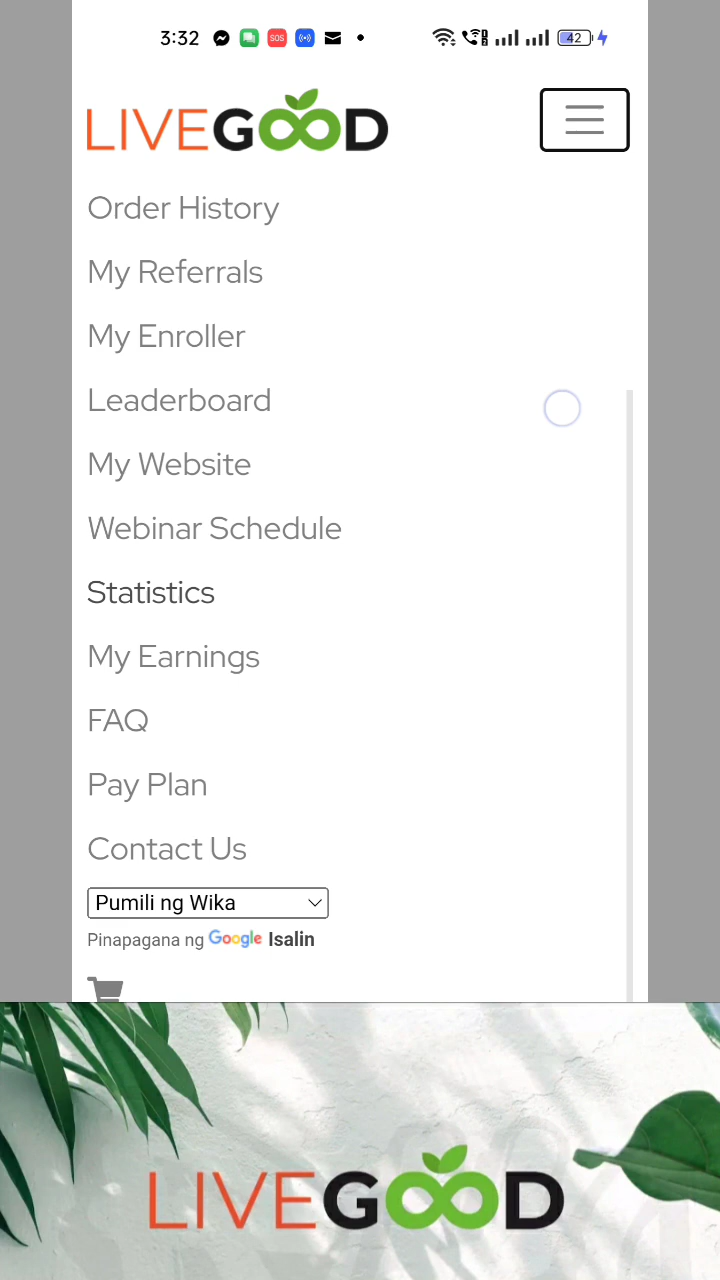 3:32
SOS
42
LIVEGOOD
Order History
My Referrals
My Enroller
Leaderboard
My Website
Webinar Schedule
Statistics
My Earnings
FAQ
Pay Plan
Contact Us
Pumili ng Wika
Pinapagana ng Google Isalin
LIVEGOOD